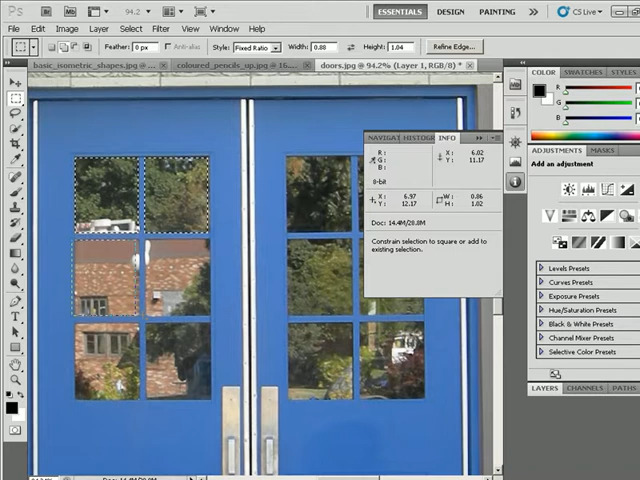 Ps Br Mb 94.2 ESSENTIALS DESIGN PAINTING CS Live
File Edit Image Layer Select Filter View Window Help
Feather: 0 px Anti-alias Style: Fixed Ratio Width: 0.88 Height: 1.04 Refine Edge...
basic_isometric_shapes.jpg @ ... coloured_pencils_up.jpg @ 16.... doors.jpg @ 94.2% (Layer 1, RGB/8) *
COLOR SWATCHES STYLES
R
G
B
NAVIGAT HISTOGR INFO
R:
G:
B:
8-bit
X: 6.02
Y: 11.17
X: 6.97
Y: 12.17
W: 0.86
H: 1.02
Doc: 14.4M/28.8M
Constrain selection to square or add to
existing selection.
ADJUSTMENTS MASKS
Add an adjustment
Levels Presets
Curves Presets
Exposure Presets
Hue/Saturation Presets
Black & White Presets
Channel Mixer Presets
Selective Color Presets
LAYERS CHANNELS PATHS